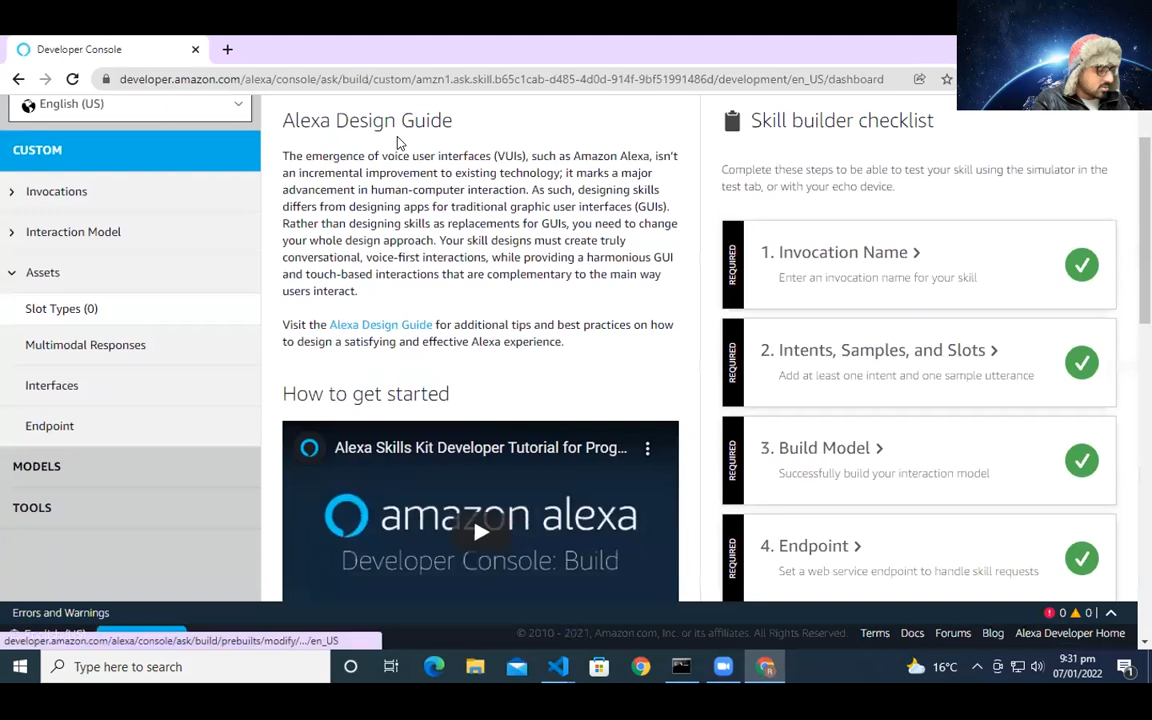 Developer Console
developer.amazon.com/alexa/console/ask/build/custom/amzn1.ask.skill.b65c1cab-d485-4d0d-914f-9bf51991486d/development/en_US/dashboard
English (US)
CUSTOM
Invocations
Interaction Model
Assets
Slot Types (0)
Multimodal Responses
Interfaces
Endpoint
MODELS
TOOLS
Alexa Design Guide
The emergence of voice user interfaces (VUIs), such as Amazon Alexa, isn't
an incremental improvement to existing technology; it marks a major
advancement in human-computer interaction. As such, designing skills
differs from designing apps for traditional graphic user interfaces (GUIs).
Rather than designing skills as replacements for GUIs, you need to change
your whole design approach. Your skill designs must create truly
conversational, voice-first interactions, while providing a harmonious GUI
and touch-based interactions that are complementary to the main way
users interact.
Visit the Alexa Design Guide for additional tips and best practices on how
to design a satisfying and effective Alexa experience.
How to get started
Alexa Skills Kit Developer Tutorial for Prog...
amazon alexa
Developer Console: Build
Skill builder checklist
Complete these steps to be able to test your skill using the simulator in the
test tab, or with your echo device.
REQUIRED
1. Invocation Name >
Enter an invocation name for your skill
REQUIRED
2. Intents, Samples, and Slots >
Add at least one intent and one sample utterance
REQUIRED
3. Build Model >
Successfully build your interaction model
REQUIRED
4. Endpoint >
Set a web service endpoint to handle skill requests
Errors and Warnings
0
0
developer.amazon.com/alexa/console/ask/build/prebuilts/modify/.../en_US
© 2010 - 2021, Amazon.com, Inc. or its affiliates. All Rights Reserved.
Terms
Docs
Forums
Blog
Alexa Developer Home
Type here to search
16°C
9:31 pm
07/01/2022
1